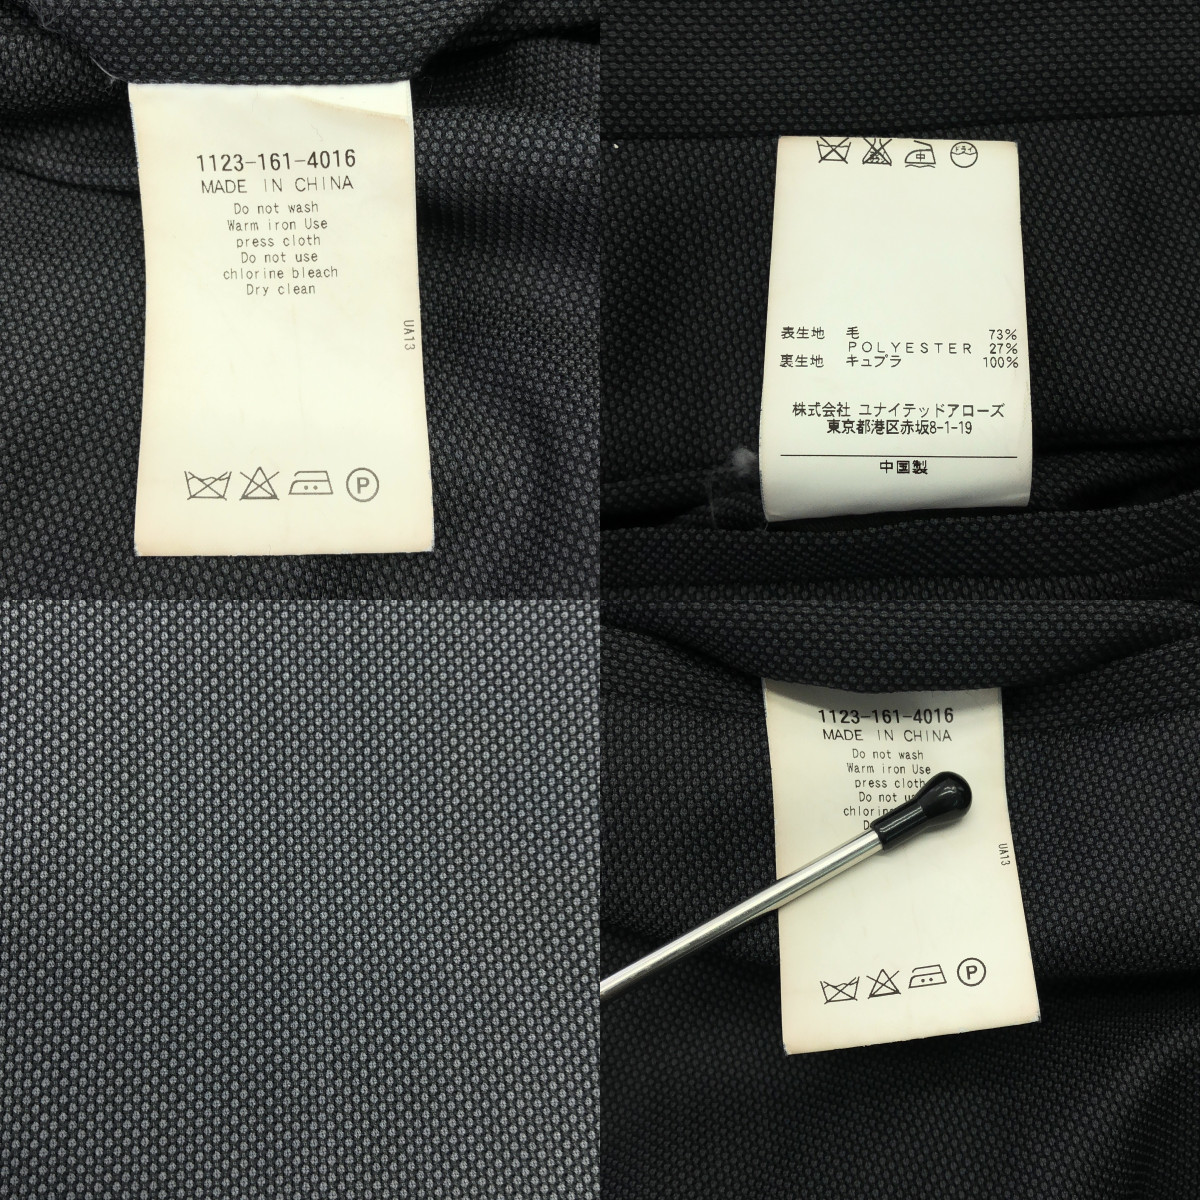 1123-161-4016
MADE IN CHINA
Do not wash
Warm iron Use
press cloth
Do not use
chlorine bleach
Dry clean
UA13
P
中
ドライ
表生地 毛 73%
POLYESTER 27%
裏生地 キュプラ 100%
株式会社 ユナイテッドアローズ
東京都港区赤坂8-1-19
中国製
1123-161-4016
MADE IN CHINA
Do not wash
Warm iron Use
press cloth
Do not
UA13
P